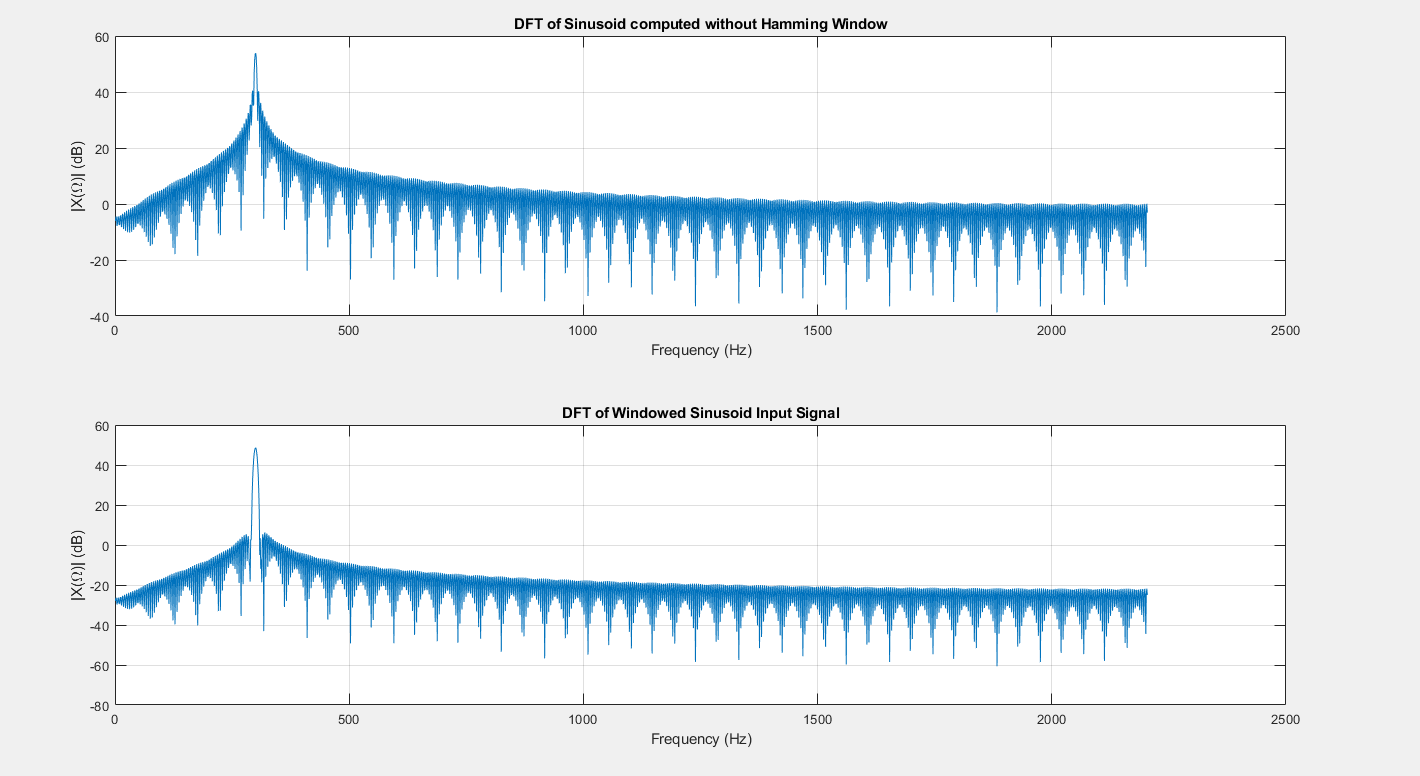 DFT of Sinusoid computed without Hamming Window
60
40
20
0
-20
-40
|X(Ω)| (dB)
0 500 1000 1500 2000 2500
Frequency (Hz)
DFT of Windowed Sinusoid Input Signal
60
40
20
0
-20
-40
-60
-80
|X(Ω)| (dB)
0 500 1000 1500 2000 2500
Frequency (Hz)